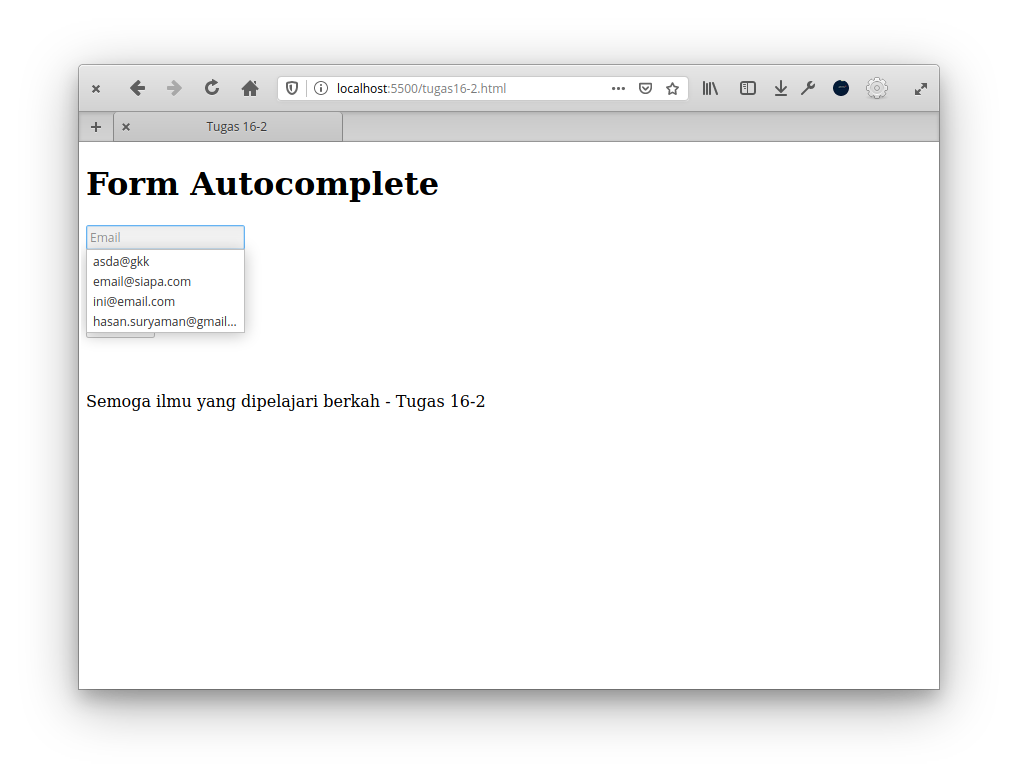 localhost:5500/tugas16-2.html
Tugas 16-2
Form Autocomplete
Email
asda@gkk
email@siapa.com
ini@email.com
hasan.suryaman@gmail...
Semoga ilmu yang dipelajari berkah - Tugas 16-2